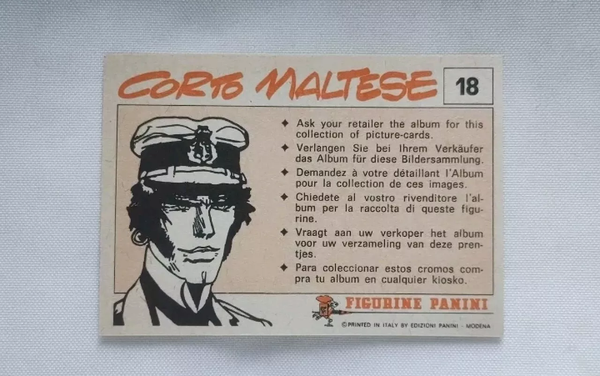 CORTO MALTESE 18
✦ Ask your retailer the album for this
collection of picture-cards.
✦ Verlangen Sie bei Ihrem Verkäufer
das Album für diese Bildersammlung.
✦ Demandez à votre détaillant l'Album
pour la collection de ces images.
✦ Chiedete al vostro rivenditore l'al-
bum per la raccolta di queste figu-
rine.
✦ Vraagt aan uw verkoper het album
voor uw verzameling van deze pren-
tjes.
✦ Para coleccionar estos cromos com-
pra tu album en cualquier kiosko.
FIGURINE PANINI
©PRINTED IN ITALY BY EDIZIONI PANINI - MODENA